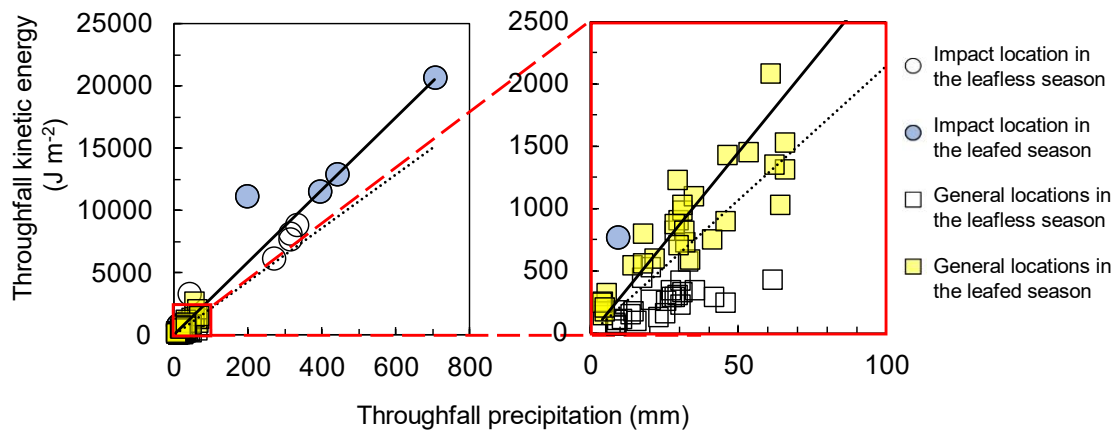 Throughfall kinetic energy
(J m-2)
25000
20000
15000
10000
5000
0
0 200 400 600 800
2500
2000
1500
1000
500
0
0 50 100
Throughfall precipitation (mm)
Impact location in
the leafless season
Impact location in
the leafed season
General locations in
the leafless season
General locations in
the leafed season